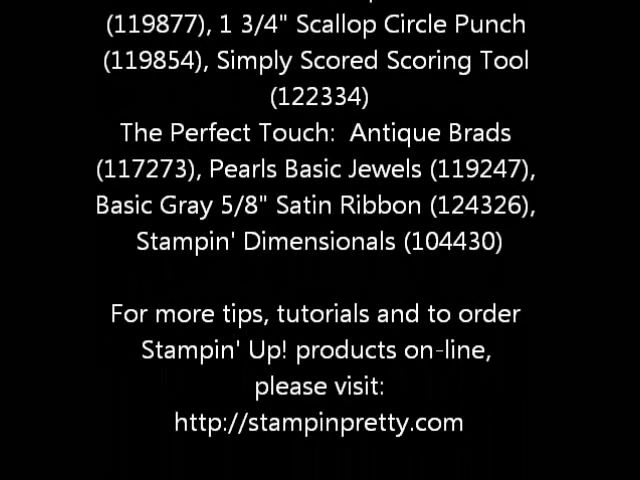 (119877), 1 3/4" Scallop Circle Punch
(119854), Simply Scored Scoring Tool
(122334)
The Perfect Touch:  Antique Brads
(117273), Pearls Basic Jewels (119247),
Basic Gray 5/8" Satin Ribbon (124326),
Stampin' Dimensionals (104430)
For more tips, tutorials and to order
Stampin' Up! products on-line,
please visit:
http://stampinpretty.com